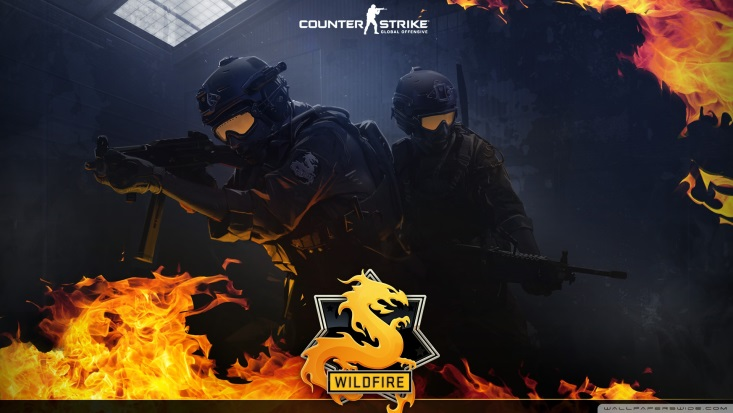 COUNTER STRIKE
GLOBAL OFFENSIVE
WILDFIRE
WALLPAPERSWIDE.COM